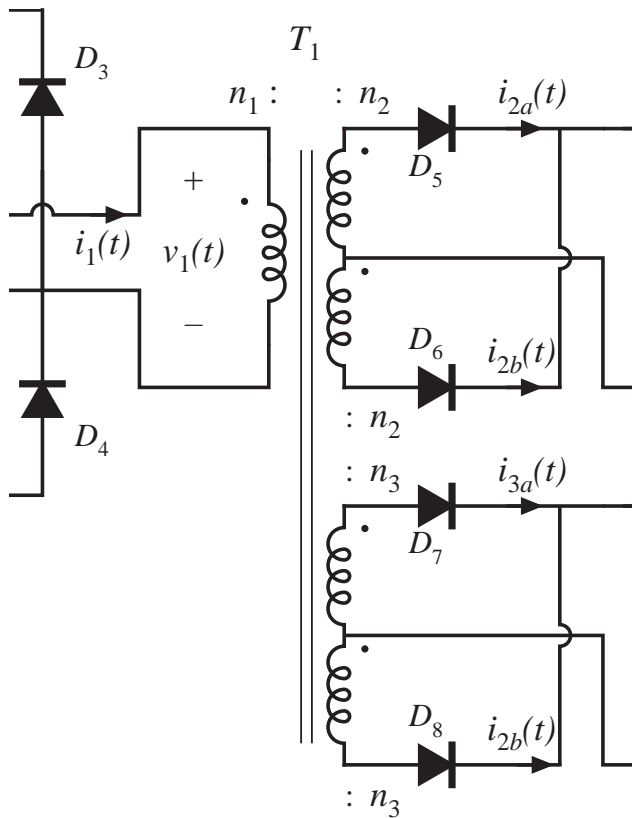 T₁
D₃
n₁ :
: n₂
i₂ₐ(t)
D₅
+
i₁(t)
v₁(t)
−
D₆
i₂b(t)
: n₂
D₄
: n₃
i₃ₐ(t)
D₇
D₈
i₂b(t)
: n₃